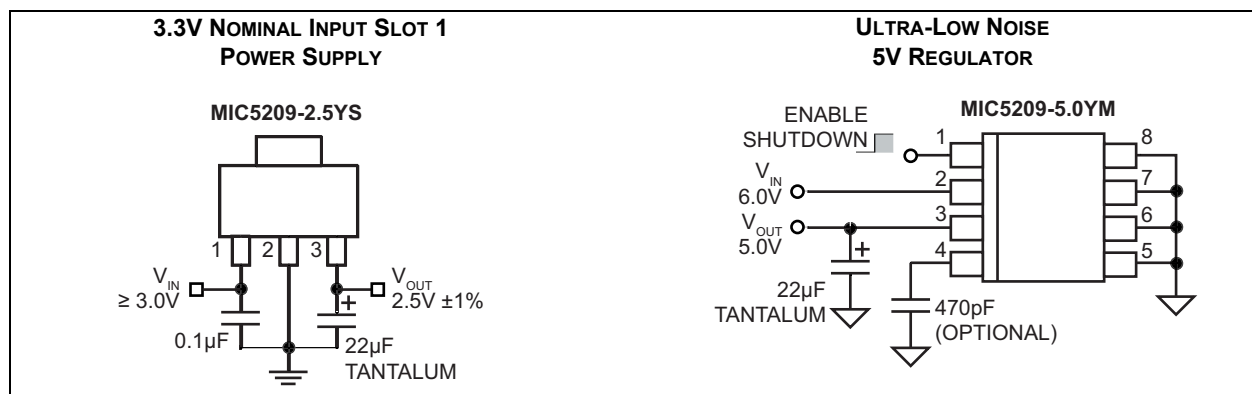 3.3V NOMINAL INPUT SLOT 1
POWER SUPPLY
MIC5209-2.5YS
1
2
3
VIN
≥ 3.0V
VOUT
2.5V ±1%
+
0.1µF
22µF
TANTALUM
ULTRA-LOW NOISE
5V REGULATOR
MIC5209-5.0YM
ENABLE
SHUTDOWN
1
2
3
4
8
7
6
5
VIN
6.0V
VOUT
5.0V
+
22µF
TANTALUM
470pF
(OPTIONAL)